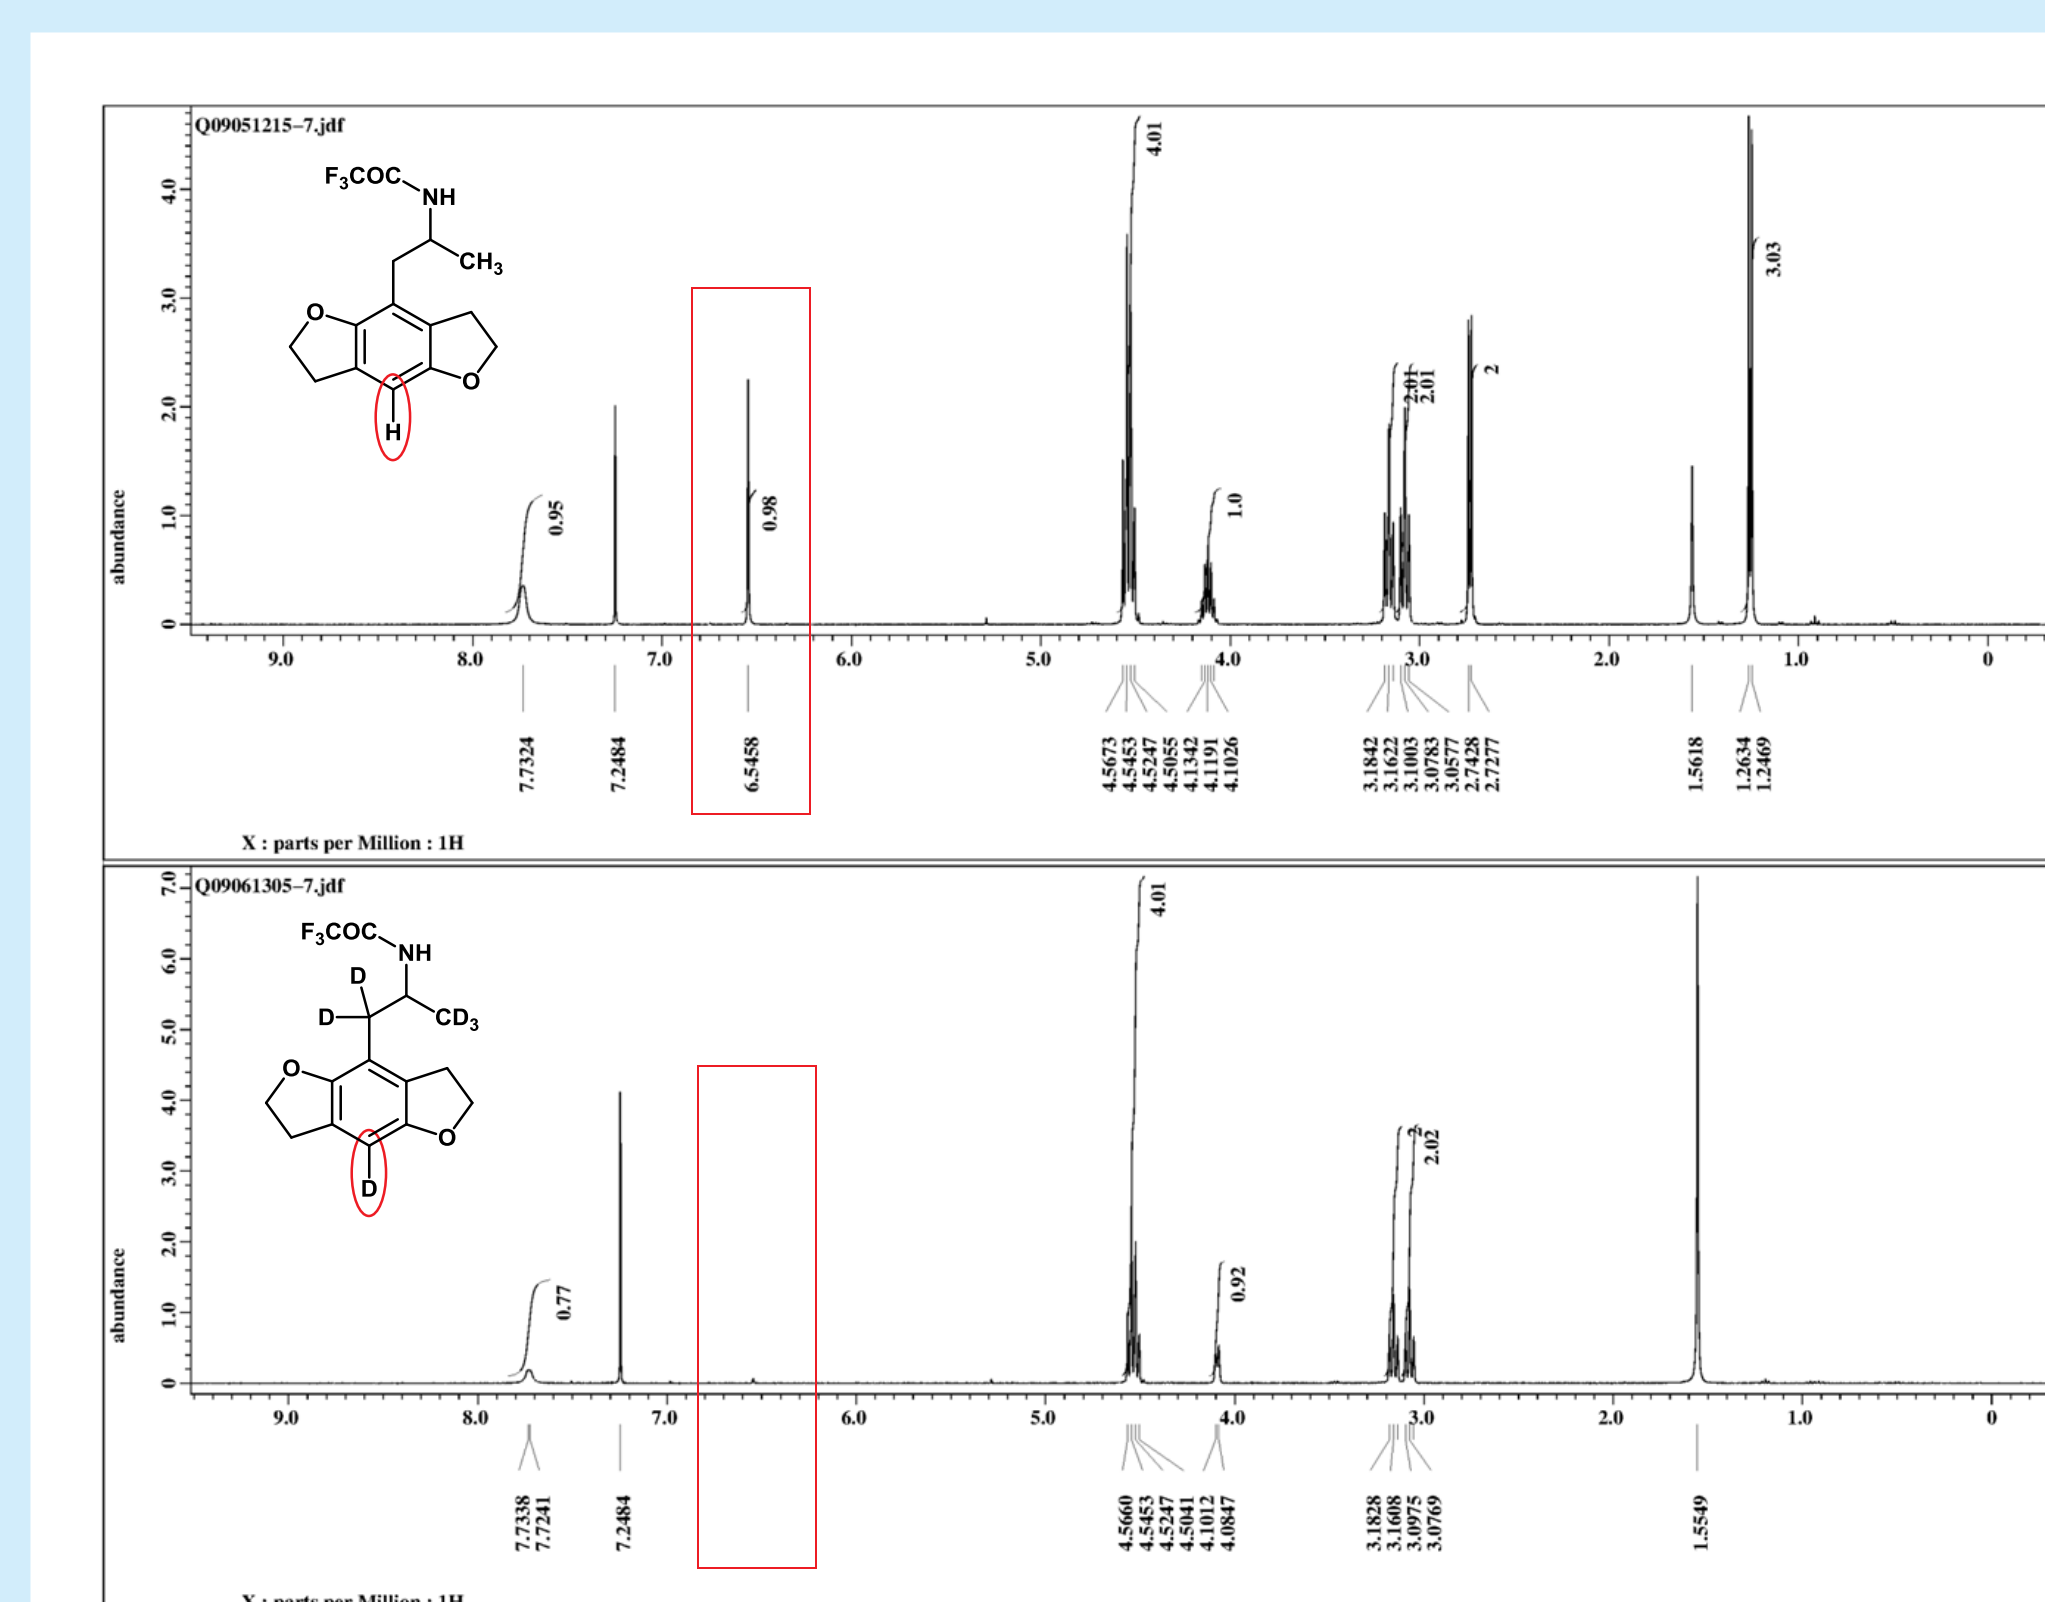 Q09051215–7.jdf
F3COC
NH
CH3
O
O
H
abundance
4.0
3.0
2.0
1.0
0
0.95
0.98
4.01
1.0
2.01
2.01
2
3.03
9.0 8.0 7.0 6.0 5.0 4.0 3.0 2.0 1.0 0
7.7324
7.2484
6.5458
4.5673
4.5453
4.5247
4.5055
4.1342
4.1191
4.1026
3.1842
3.1622
3.1003
3.0783
3.0577
2.7428
2.7277
1.5618
1.2634
1.2469
X : parts per Million : 1H
Q09061305–7.jdf
F3COC
NH
D
D
CD3
O
O
D
abundance
7.0
6.0
5.0
4.0
3.0
2.0
1.0
0
0.77
4.01
0.92
2
2.02
9.0 8.0 7.0 6.0 5.0 4.0 3.0 2.0 1.0 0
7.7338
7.7241
7.2484
4.5660
4.5453
4.5247
4.5041
4.1012
4.0847
3.1828
3.1608
3.0975
3.0769
1.5549
X : parts per Million : 1H